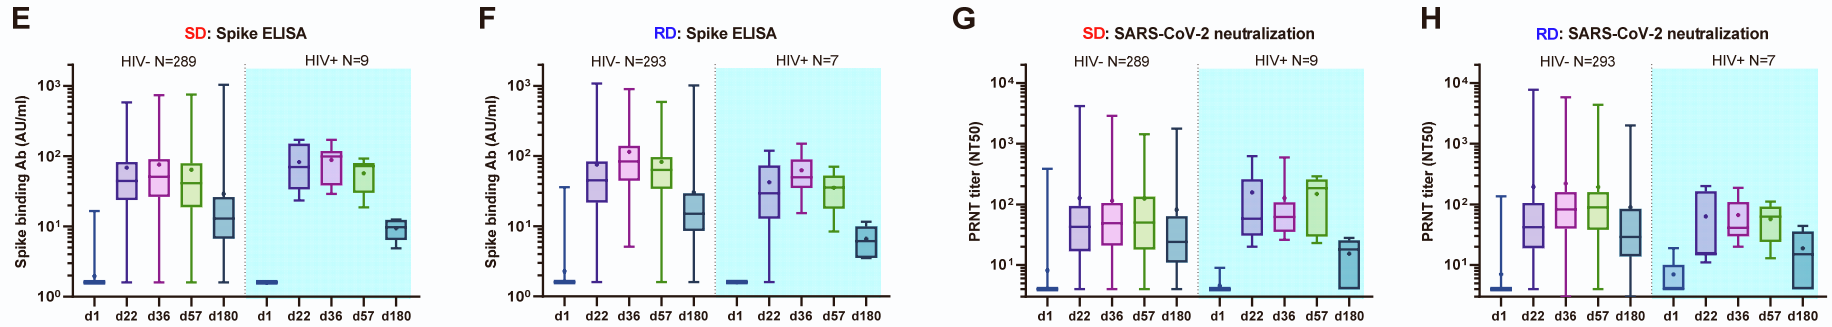 E
SD: Spike ELISA
HIV- N=289
HIV+ N=9
Spike binding Ab (AU/ml)
10³
10²
10¹
10⁰
d1 d22 d36 d57 d180 d1 d22 d36 d57 d180
F
RD: Spike ELISA
HIV- N=293
HIV+ N=7
Spike binding Ab (AU/ml)
10³
10²
10¹
10⁰
d1 d22 d36 d57 d180 d1 d22 d36 d57 d180
G
SD: SARS-CoV-2 neutralization
HIV- N=289
HIV+ N=9
PRNT titer (NT50)
10⁴
10³
10²
10¹
d1 d22 d36 d57 d180 d1 d22 d36 d57 d180
H
RD: SARS-CoV-2 neutralization
HIV- N=293
HIV+ N=7
PRNT titer (NT50)
10⁴
10³
10²
10¹
d1 d22 d36 d57 d180 d1 d22 d36 d57 d180